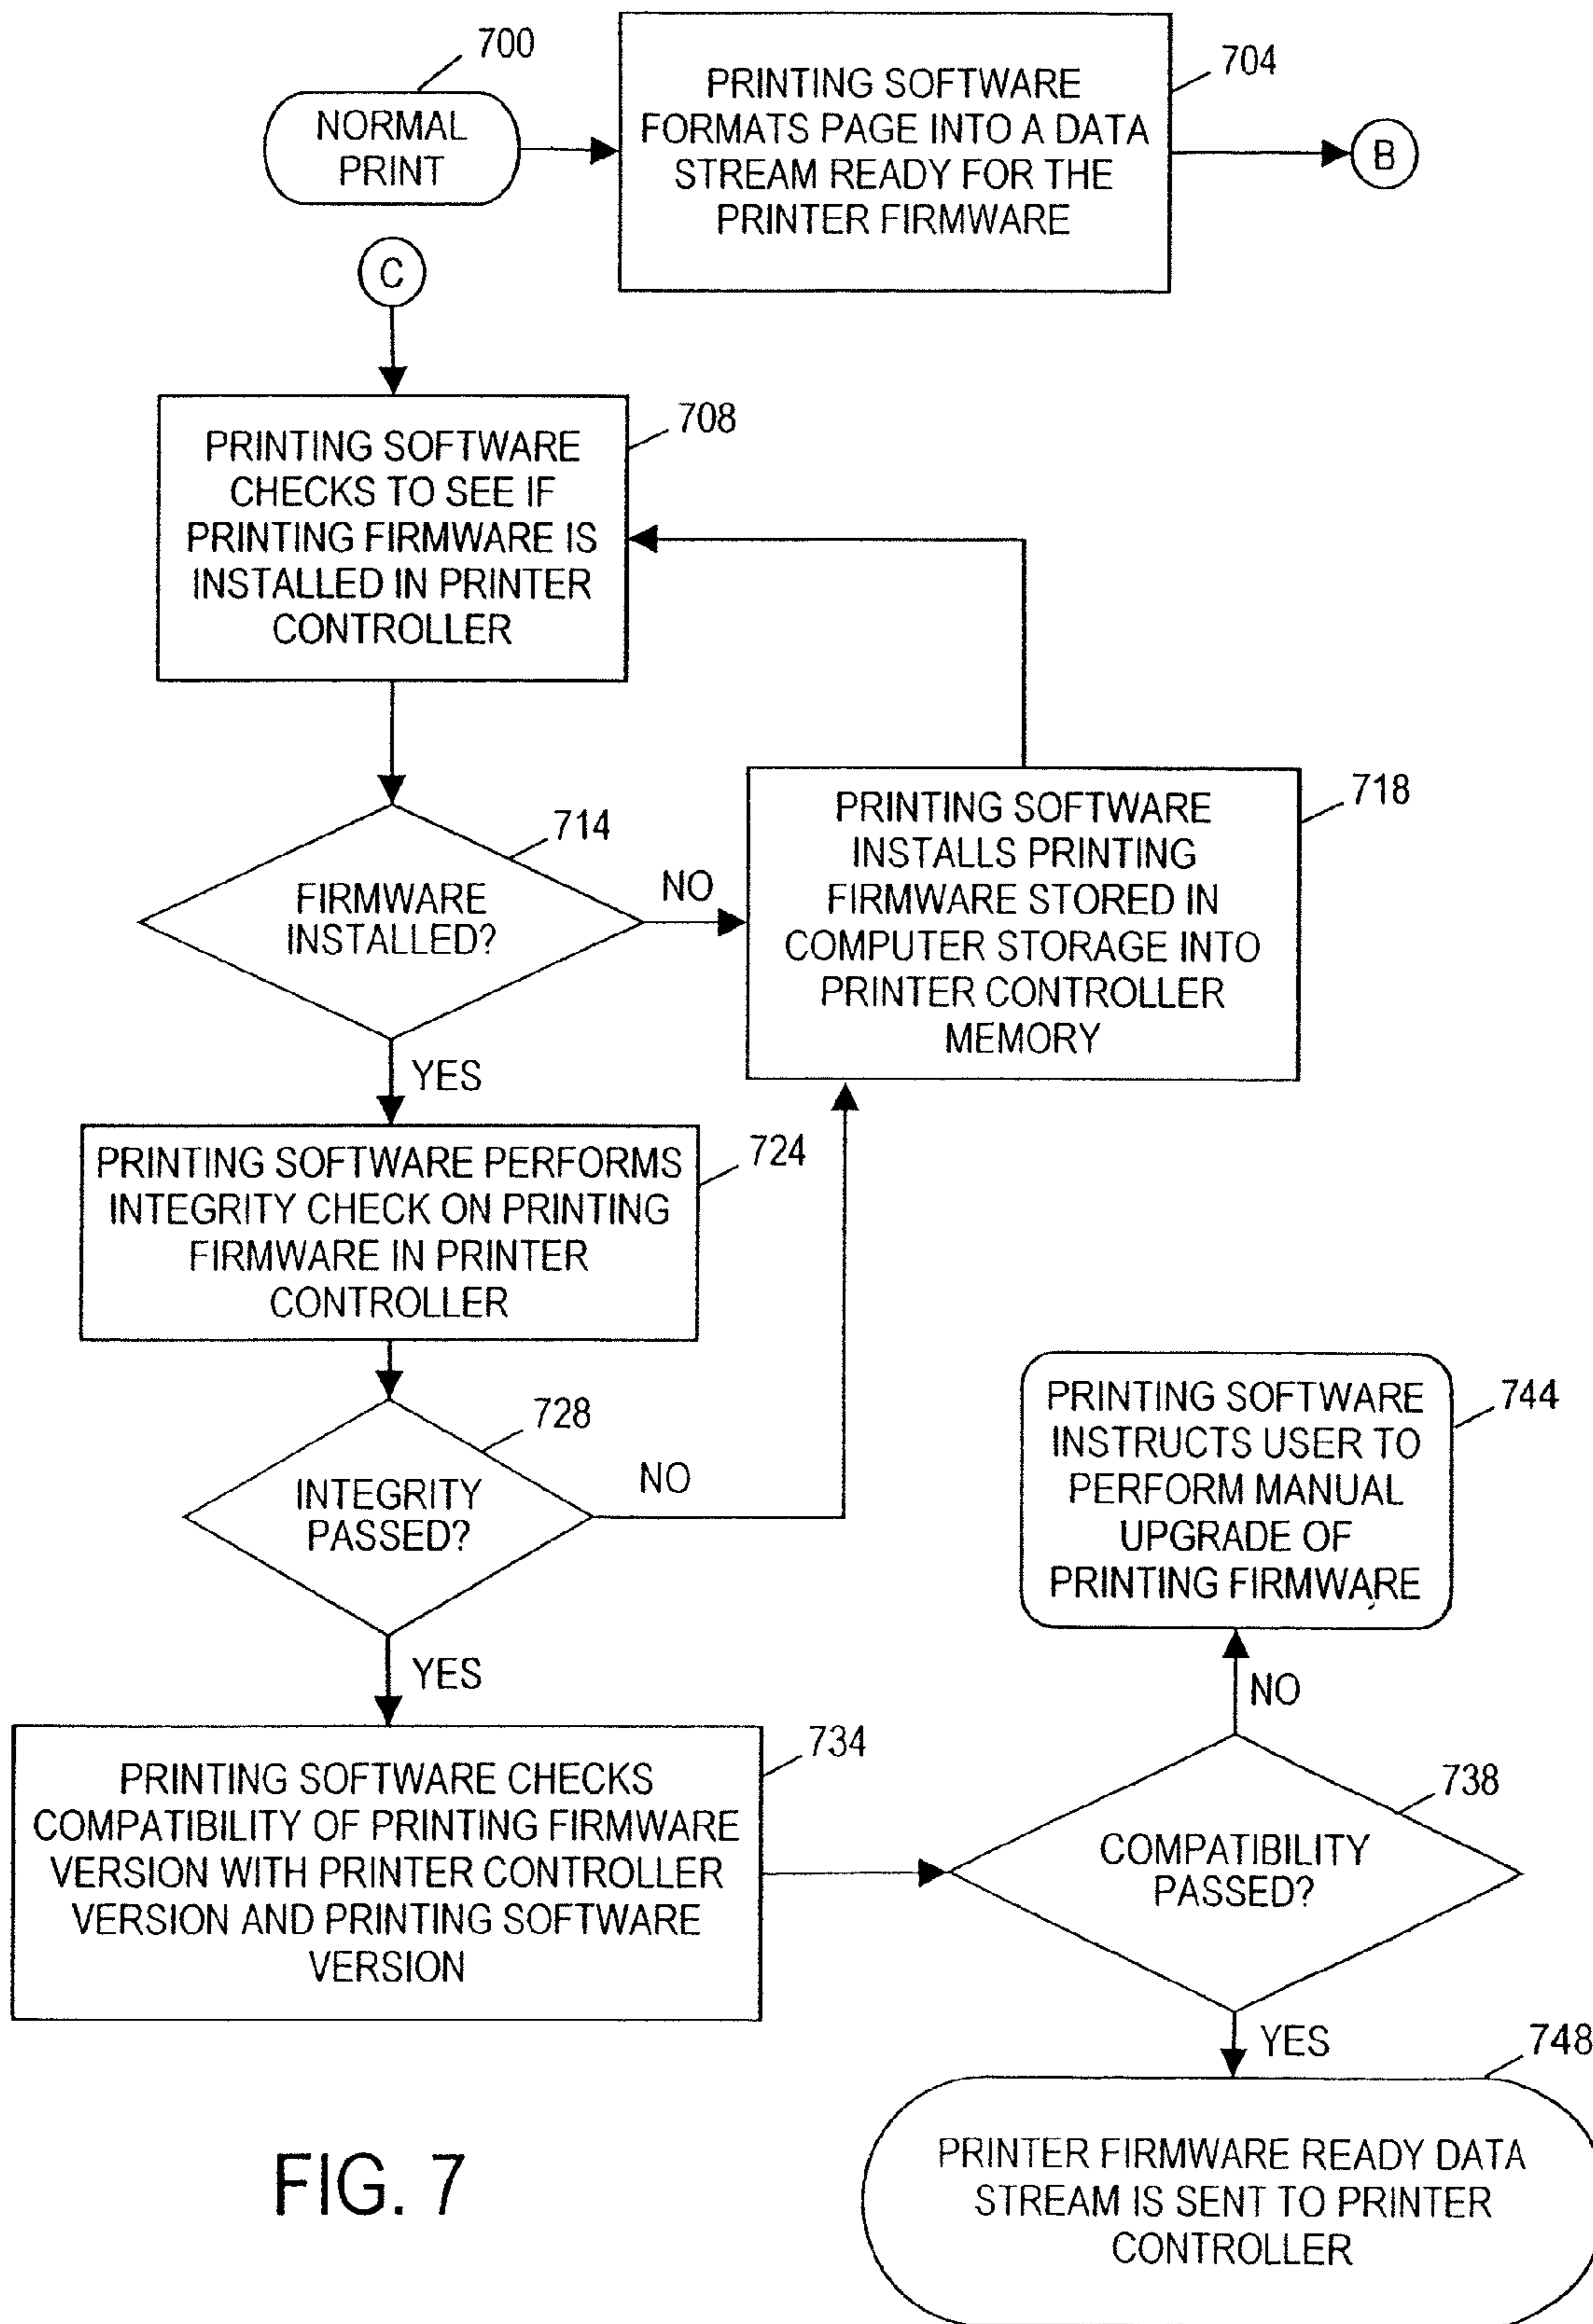 700
NORMAL
PRINT
704
PRINTING SOFTWARE
FORMATS PAGE INTO A DATA
STREAM READY FOR THE
PRINTER FIRMWARE
B
C
708
PRINTING SOFTWARE
CHECKS TO SEE IF
PRINTING FIRMWARE IS
INSTALLED IN PRINTER
CONTROLLER
714
FIRMWARE
INSTALLED?
NO
718
PRINTING SOFTWARE
INSTALLS PRINTING
FIRMWARE STORED IN
COMPUTER STORAGE INTO
PRINTER CONTROLLER
MEMORY
YES
724
PRINTING SOFTWARE PERFORMS
INTEGRITY CHECK ON PRINTING
FIRMWARE IN PRINTER
CONTROLLER
728
INTEGRITY
PASSED?
NO
YES
734
PRINTING SOFTWARE CHECKS
COMPATIBILITY OF PRINTING FIRMWARE
VERSION WITH PRINTER CONTROLLER
VERSION AND PRINTING SOFTWARE
VERSION
738
COMPATIBILITY
PASSED?
NO
744
PRINTING SOFTWARE
INSTRUCTS USER TO
PERFORM MANUAL
UPGRADE OF
PRINTING FIRMWARE
YES
748
PRINTER FIRMWARE READY DATA
STREAM IS SENT TO PRINTER
CONTROLLER
FIG. 7